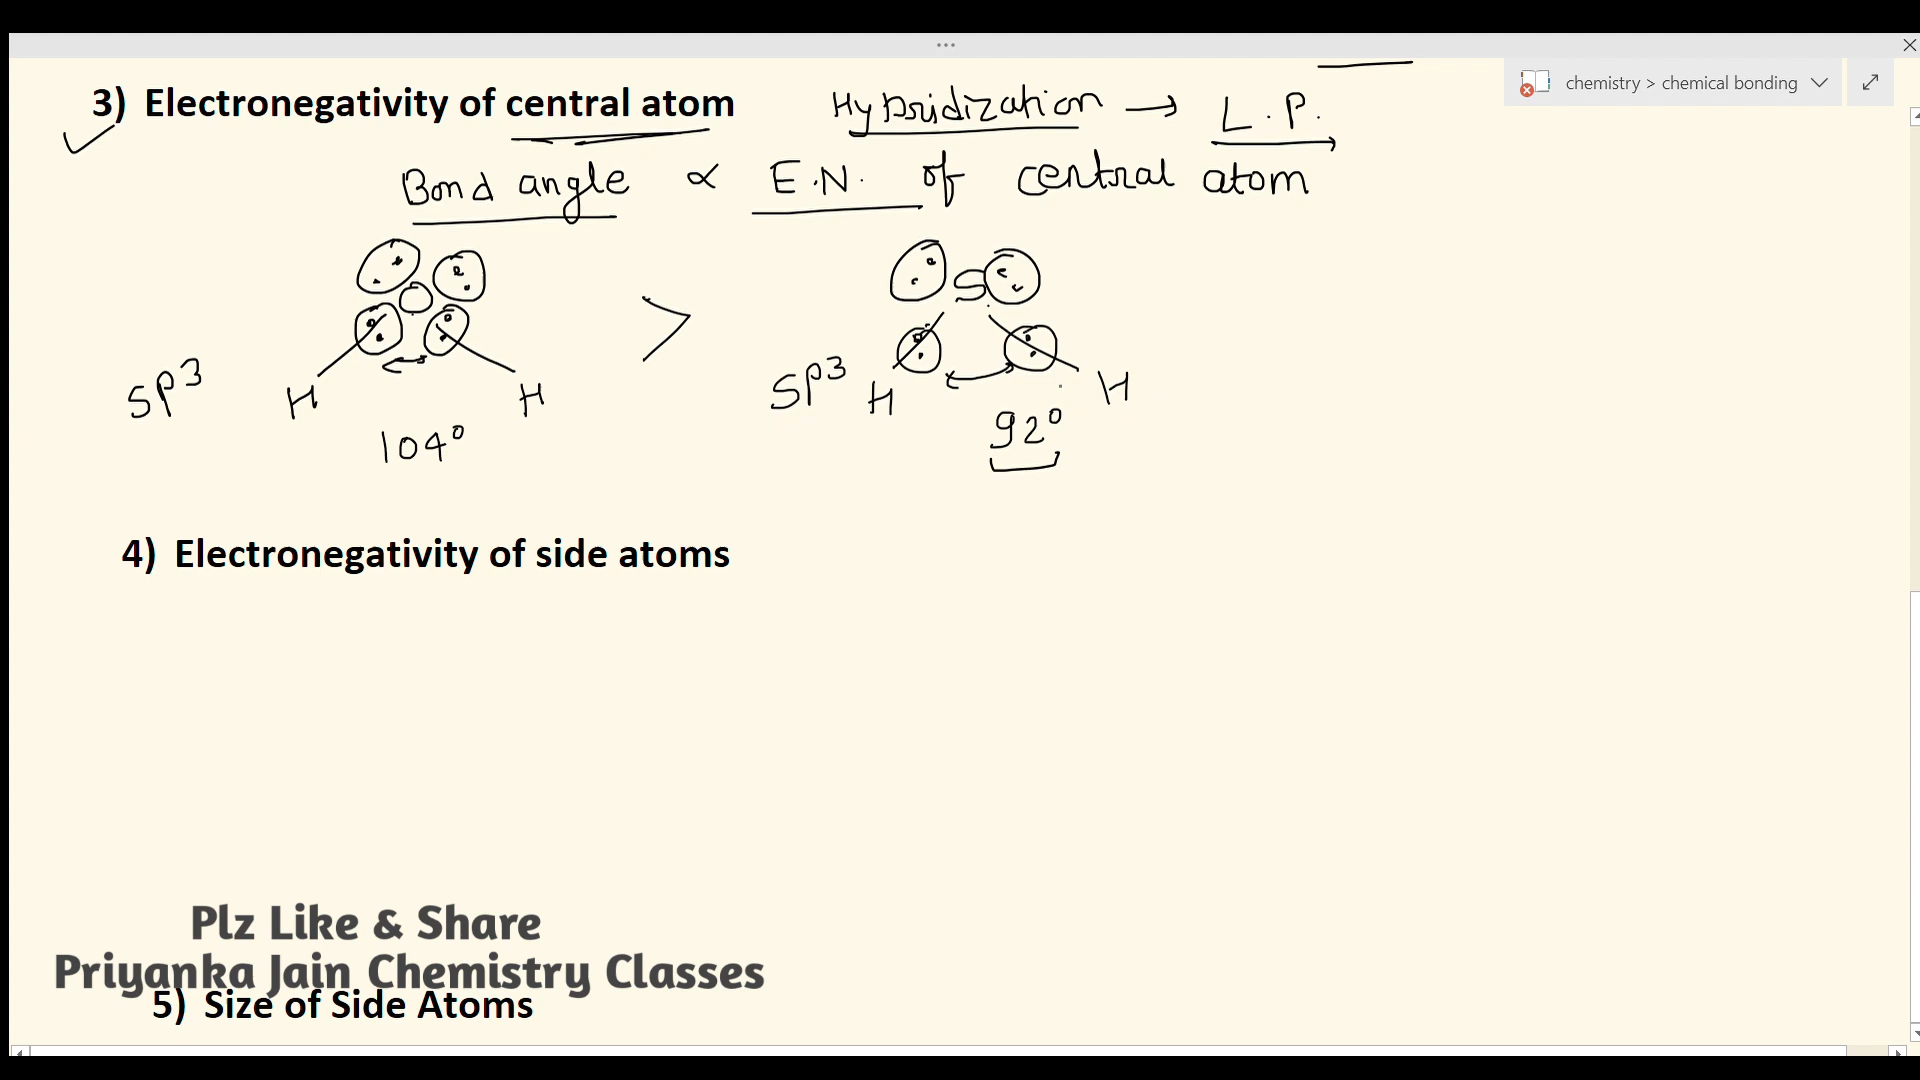 chemistry > chemical bonding
3) Electronegativity of central atom Hybridization → L.P.
Bond angle ∝ E.N. of central atom
O > S
sp3 H H sp3 H H
104° 92°
4) Electronegativity of side atoms
Plz Like & Share
Priyanka Jain Chemistry Classes
5) Size of Side Atoms